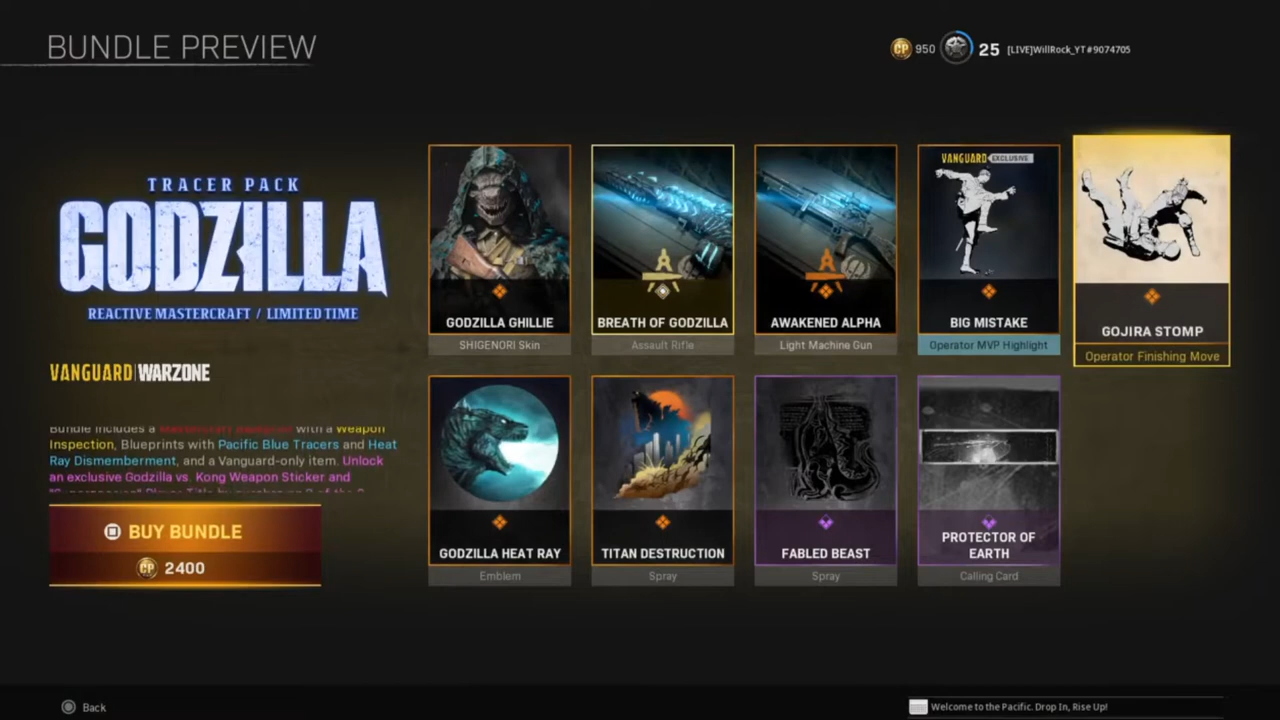 BUNDLE PREVIEW
CP 950 25 [LIVE]WillRock_YT#9074705
TRACER PACK
GODZILLA
REACTIVE MASTERCRAFT / LIMITED TIME
VANGUARD WARZONE
Bundle includes a Mastercraft Blueprint with a Weapon
Inspection, Blueprints with Pacific Blue Tracers and Heat
Ray Dismemberment, and a Vanguard-only item. Unlock
an exclusive Godzilla vs. Kong Weapon Sticker and
BUY BUNDLE
CP 2400
GODZILLA GHILLIE
SHIGENORI Skin
BREATH OF GODZILLA
Assault Rifle
AWAKENED ALPHA
Light Machine Gun
VANGUARD EXCLUSIVE
BIG MISTAKE
Operator MVP Highlight
GOJIRA STOMP
Operator Finishing Move
GODZILLA HEAT RAY
Emblem
TITAN DESTRUCTION
Spray
FABLED BEAST
Spray
PROTECTOR OF
EARTH
Calling Card
Back
Welcome to the Pacific. Drop In, Rise Up!